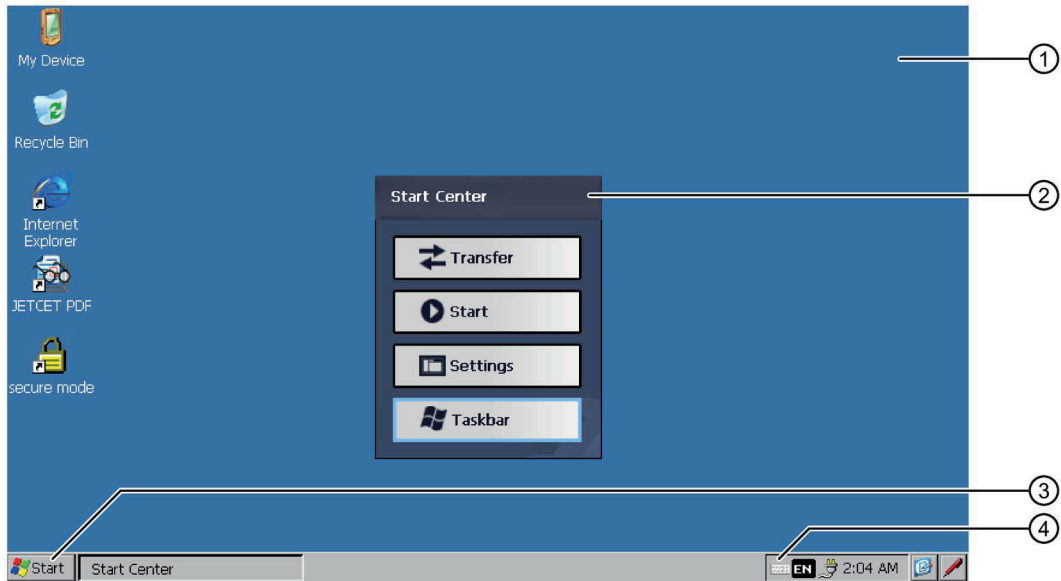 My Device
Recycle Bin
Internet
Explorer
JETCET PDF
secure mode
Start Center
Transfer
Start
Settings
Taskbar
1
2
3
4
Start
Start Center
EN
2:04 AM